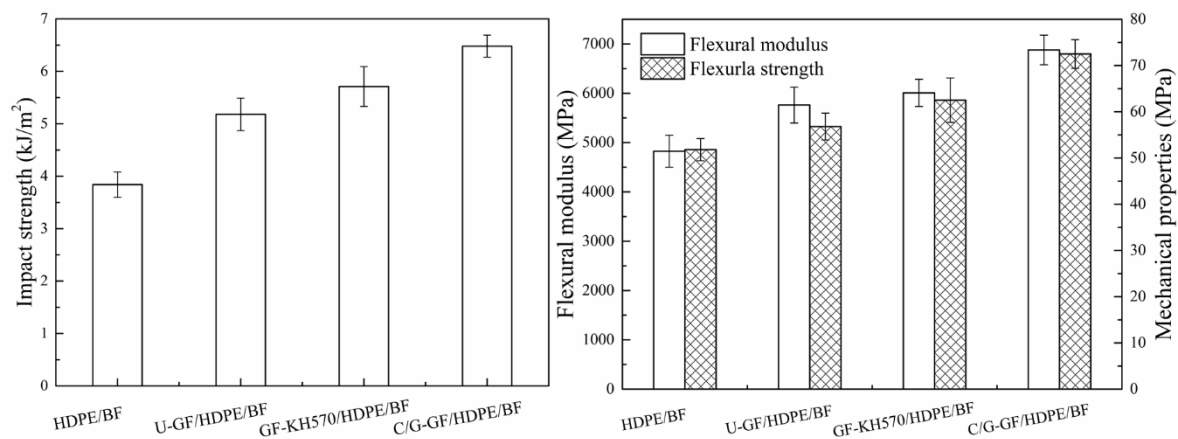 Impact strength (kJ/m²)
7
6
5
4
3
2
1
0
HDPE/BF
U-GF/HDPE/BF
GF-KH570/HDPE/BF
C/G-GF/HDPE/BF
Flexural modulus (MPa)
7000
6000
5000
4000
3000
2000
1000
0
Flexural modulus
Flexurla strength
HDPE/BF
U-GF/HDPE/BF
GF-KH570/HDPE/BF
C/G-GF/HDPE/BF
80
70
60
50
40
30
20
10
0
Mechanical properties (MPa)